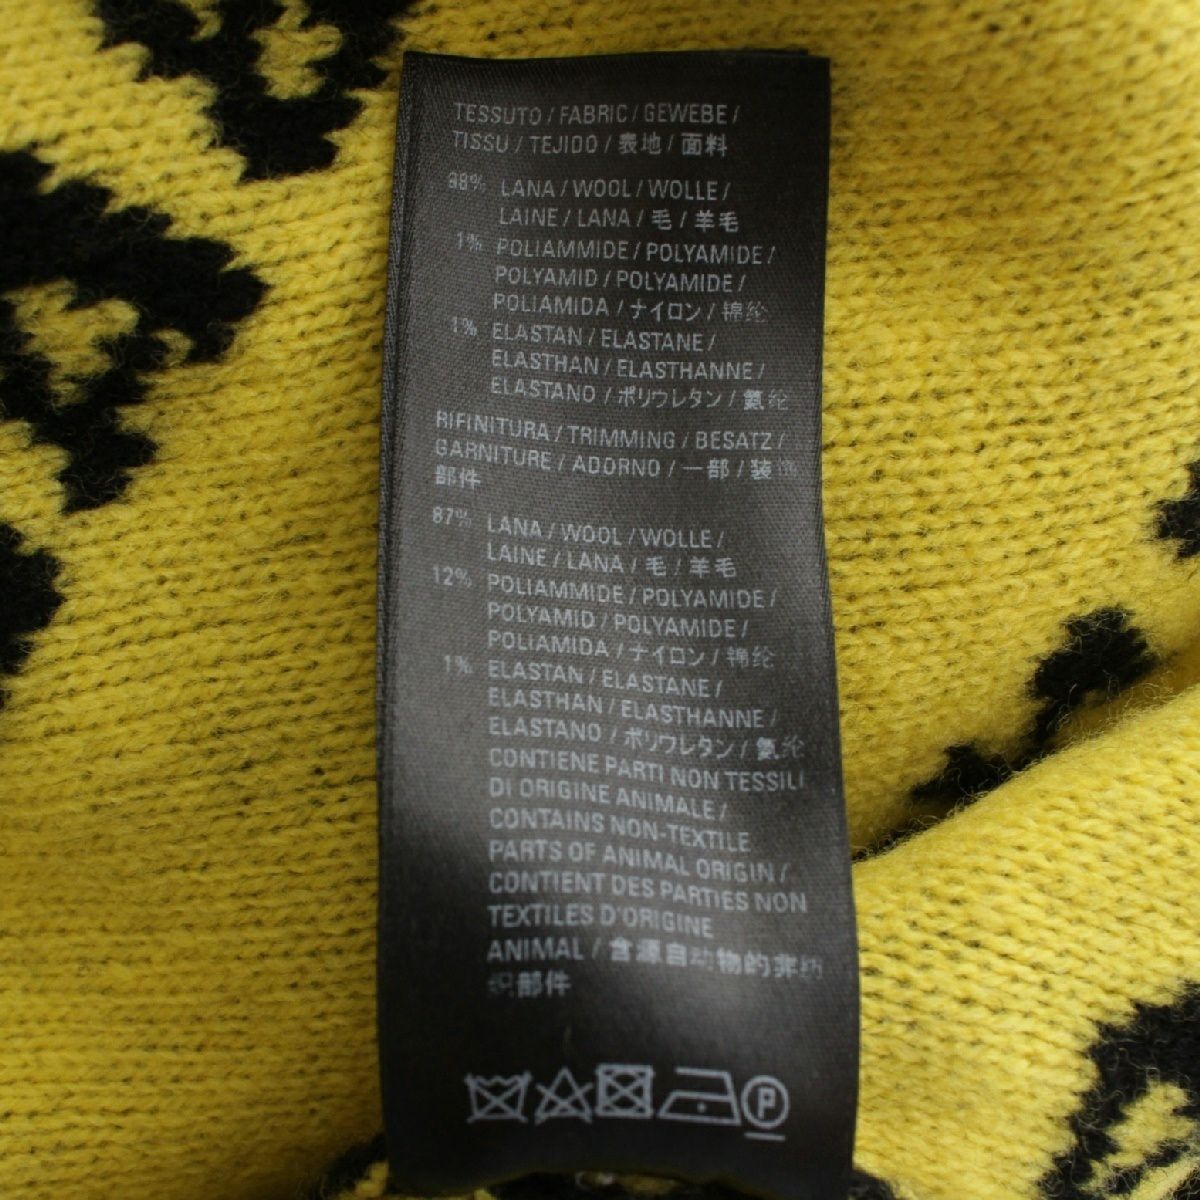 TESSUTO / FABRIC / GEWEBE /
TISSU / TEJIDO / 表地 / 面料
98% LANA / WOOL / WOLLE /
LAINE / LANA / 毛 / 羊毛
1% POLIAMMIDE / POLYAMIDE /
POLYAMID / POLYAMIDE /
POLIAMIDA / ナイロン / 锦纶
1% ELASTAN / ELASTANE /
ELASTHAN / ELASTHANNE /
ELASTANO / ポリウレタン / 氨纶
RIFINITURA / TRIMMING / BESATZ /
GARNITURE / ADORNO / 一部 / 装饰
部件
87% LANA / WOOL / WOLLE /
LAINE / LANA / 毛 / 羊毛
12% POLIAMMIDE / POLYAMIDE /
POLYAMID / POLYAMIDE /
POLIAMIDA / ナイロン / 锦纶
1% ELASTAN / ELASTANE /
ELASTHAN / ELASTHANNE /
ELASTANO / ポリウレタン / 氨纶
CONTIENE PARTI NON TESSILI
DI ORIGINE ANIMALE /
CONTAINS NON-TEXTILE
PARTS OF ANIMAL ORIGIN /
CONTIENT DES PARTIES NON
TEXTILES D'ORIGINE
ANIMAL / 含源自动物的非纺
织部件
P